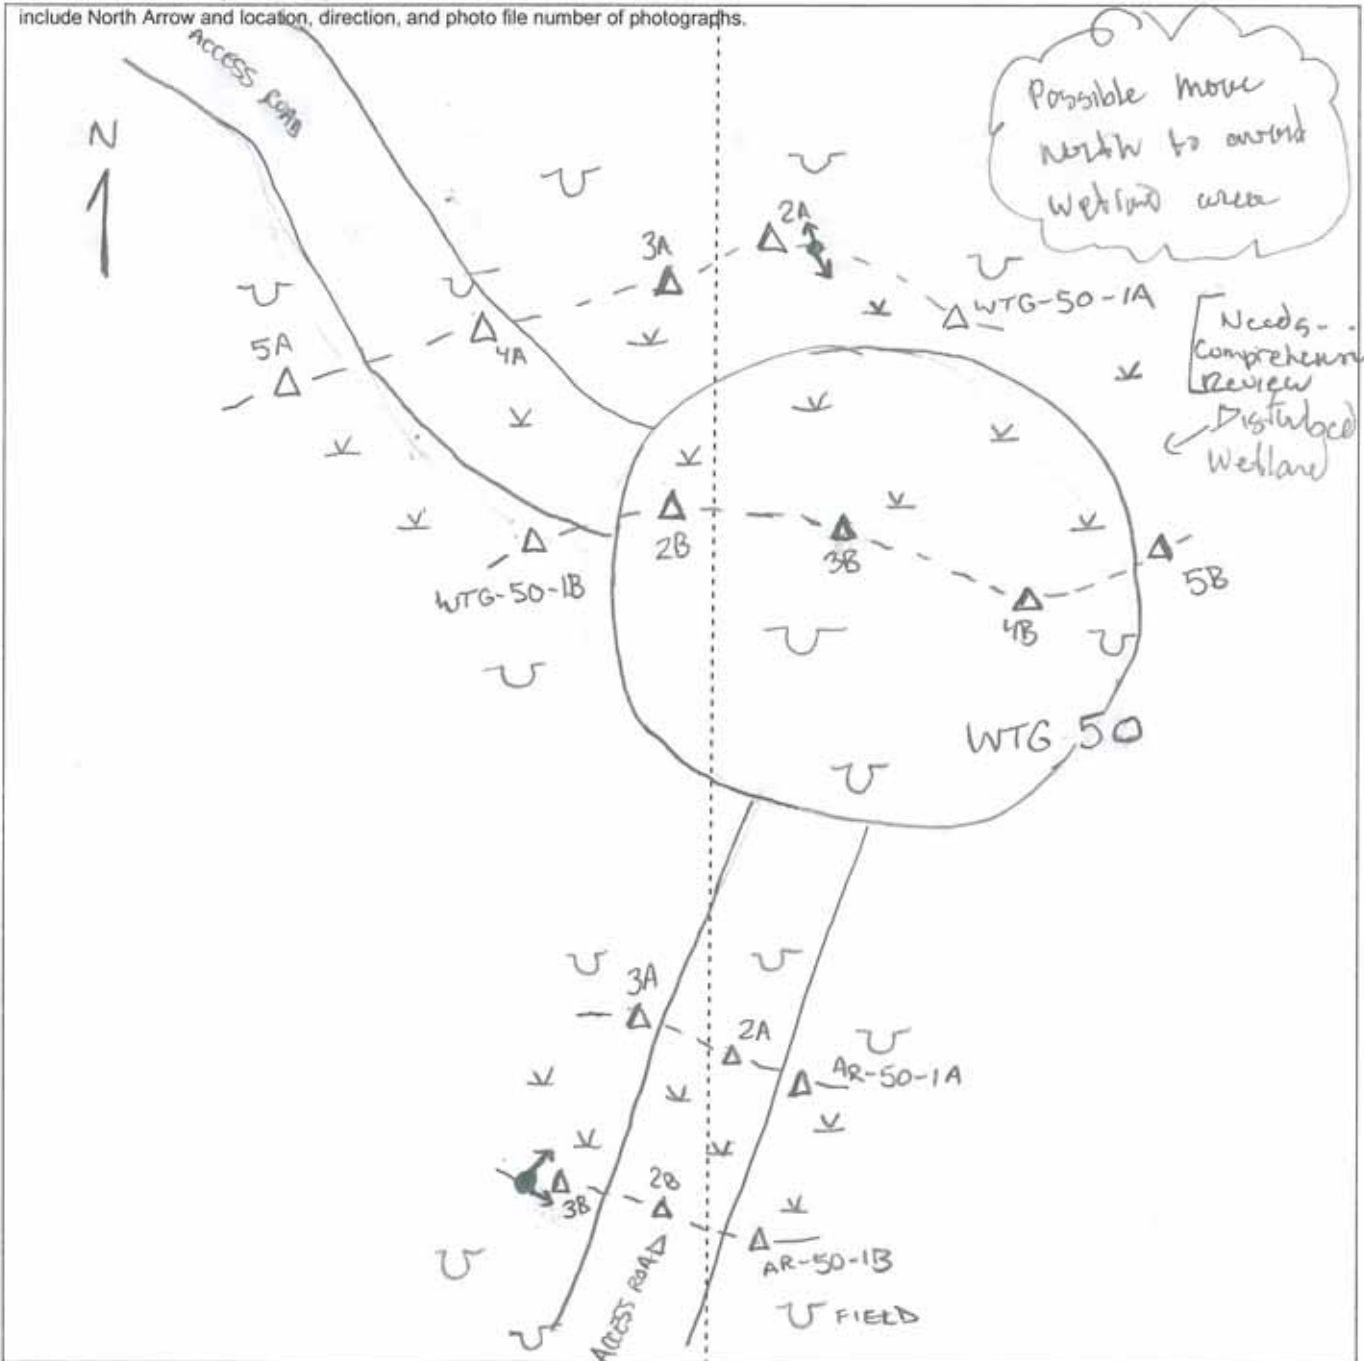 include North Arrow and location, direction, and photo file number of photographs.
ACCESS ROAD
N
Possible move
North to avoid
Wetland area
2A
3A
WTG-50-1A
4A
5A
Needs
Comprehensive
Review
Disturbed
Wetland
2B
3B
WTG-50-1B
4B
5B
WTG 50
3A
2A
AR-50-1A
3B
2B
AR-50-1B
ACCESS ROAD
U FIELD